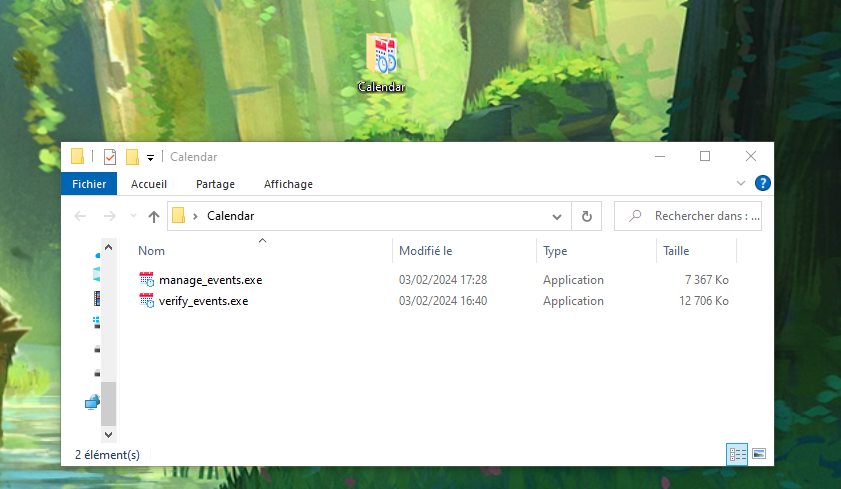 Calendar
Calendar
Fichier Accueil Partage Affichage ?
Calendar Rechercher dans : ...
Nom Modifié le Type Taille
manage_events.exe 03/02/2024 17:28 Application 7 367 Ko
verify_events.exe 03/02/2024 16:40 Application 12 706 Ko
2 élément(s)